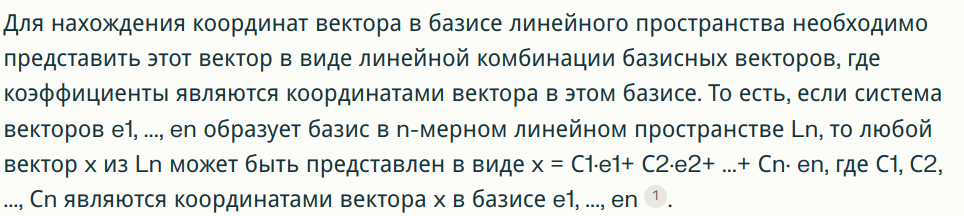 Для нахождения координат вектора в базисе линейного пространства необходимо
представить этот вектор в виде линейной комбинации базисных векторов, где
коэффициенты являются координатами вектора в этом базисе. То есть, если система
векторов e1, ..., en образует базис в n-мерном линейном пространстве Ln, то любой
вектор x из Ln может быть представлен в виде x = C1·e1+ C2·e2+ ...+ Cn· en, где C1, C2,
..., Cn являются координатами вектора x в базисе e1, ..., en 1.